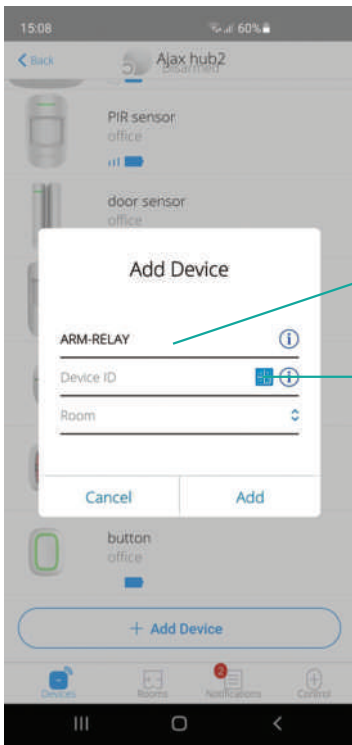 15:08 60%
Back Ajax hub2
Disarmed
PIR sensor
office
door sensor
office
Add Device
ARM-RELAY
Device ID
Room
Cancel Add
button
office
+ Add Device
2
Devices Rooms Notifications Control